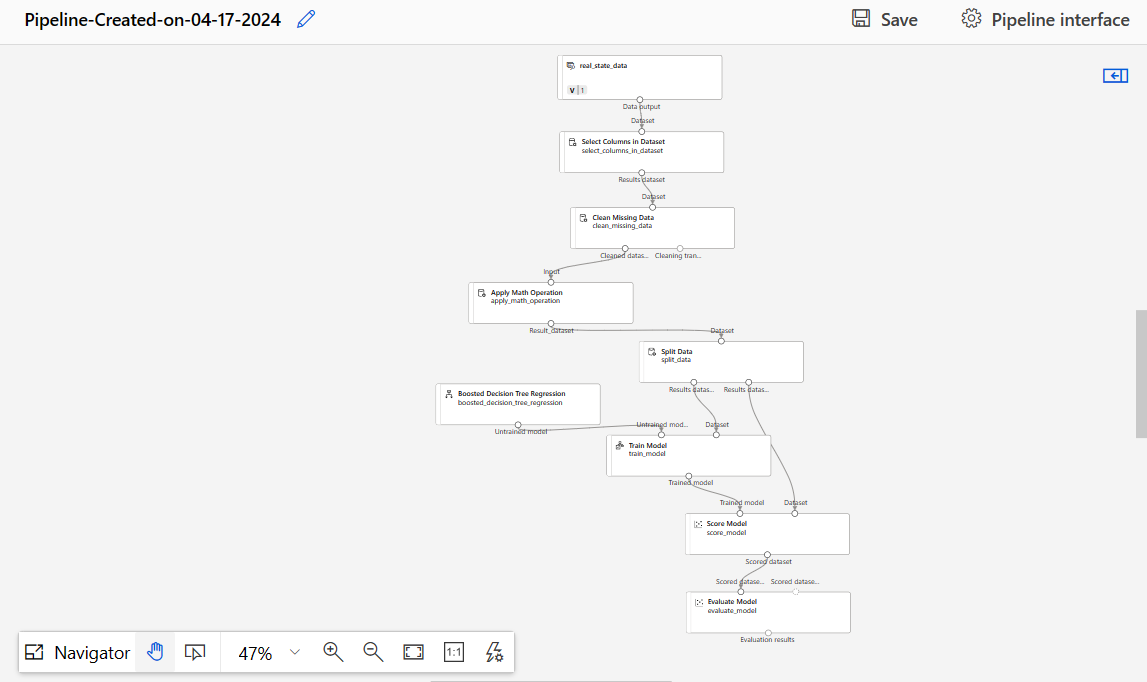 Pipeline-Created-on-04-17-2024
Save
Pipeline interface
real_state_data
V | 1
Data output
Dataset
Select Columns in Dataset
select_columns_in_dataset
Results dataset
Dataset
Clean Missing Data
clean_missing_data
Cleaned datas... Cleaning tran...
Input
Apply Math Operation
apply_math_operation
Result_dataset
Dataset
Split Data
split_data
Results datas... Results datas...
Boosted Decision Tree Regression
boosted_decision_tree_regression
Untrained model
Untrained mod... Dataset
Train Model
train_model
Trained model
Trained model Dataset
Score Model
score_model
Scored dataset
Scored datase... Scored datase...
Evaluate Model
evaluate_model
Evaluation results
Navigator
47%
1:1